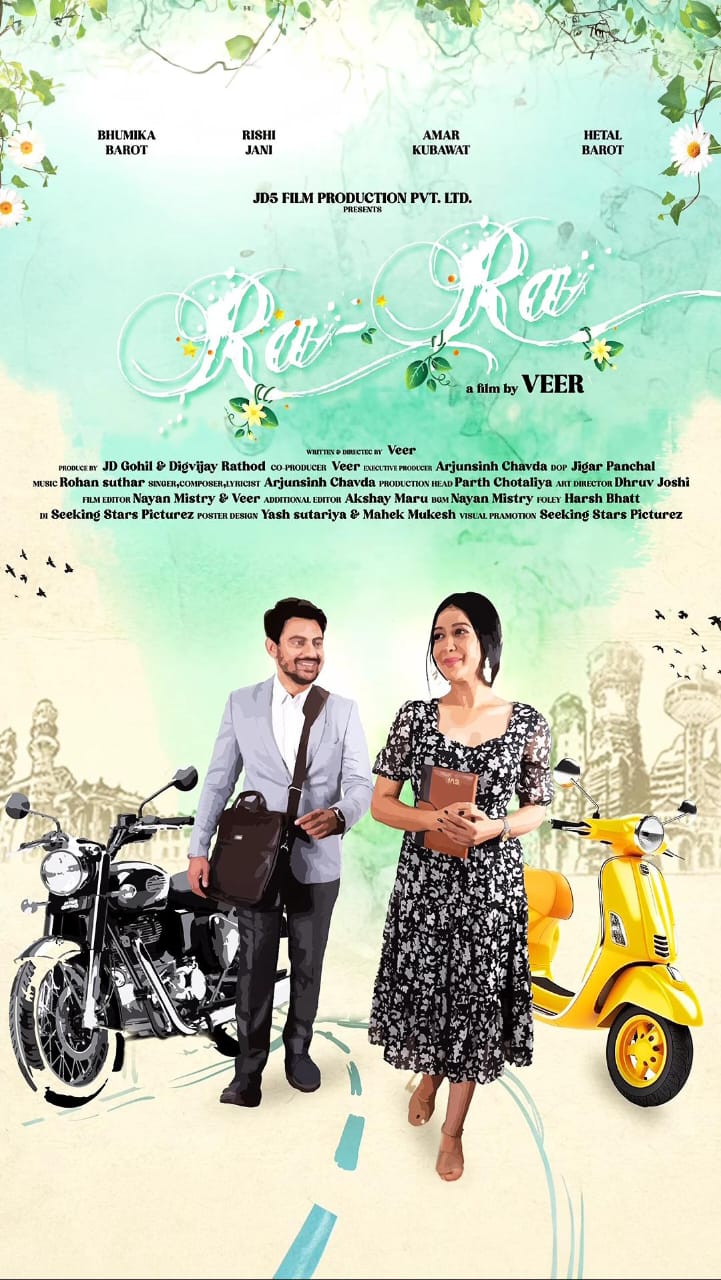 BHUMIKA BAROT
RISHI JANI
AMAR KUBAWAT
HETAL BAROT
JD5 FILM PRODUCTION PVT. LTD.
PRESENTS
Ra-Ra
a film by VEER
WRITTEN & DIRECTED BY Veer
PRODUCE BY JD Gohil & Digvijay Rathod CO-PRODUCER Veer EXECUTIVE PRODUCER Arjunsinh Chavda DOP Jigar Panchal
MUSIC Rohan suthar SINGER,COMPOSER,LYRICIST Arjunsinh Chavda PRODUCTION HEAD Parth Chotaliya ART DIRECTOR Dhruv Joshi
FILM EDITOR Nayan Mistry & Veer ADDITIONAL EDITOR Akshay Maru BGM Nayan Mistry FOLEY Harsh Bhatt
DI Seeking Stars Picturez POSTER DESIGN Yash sutariya & Mahek Mukesh VISUAL PRAMOTION Seeking Stars Picturez